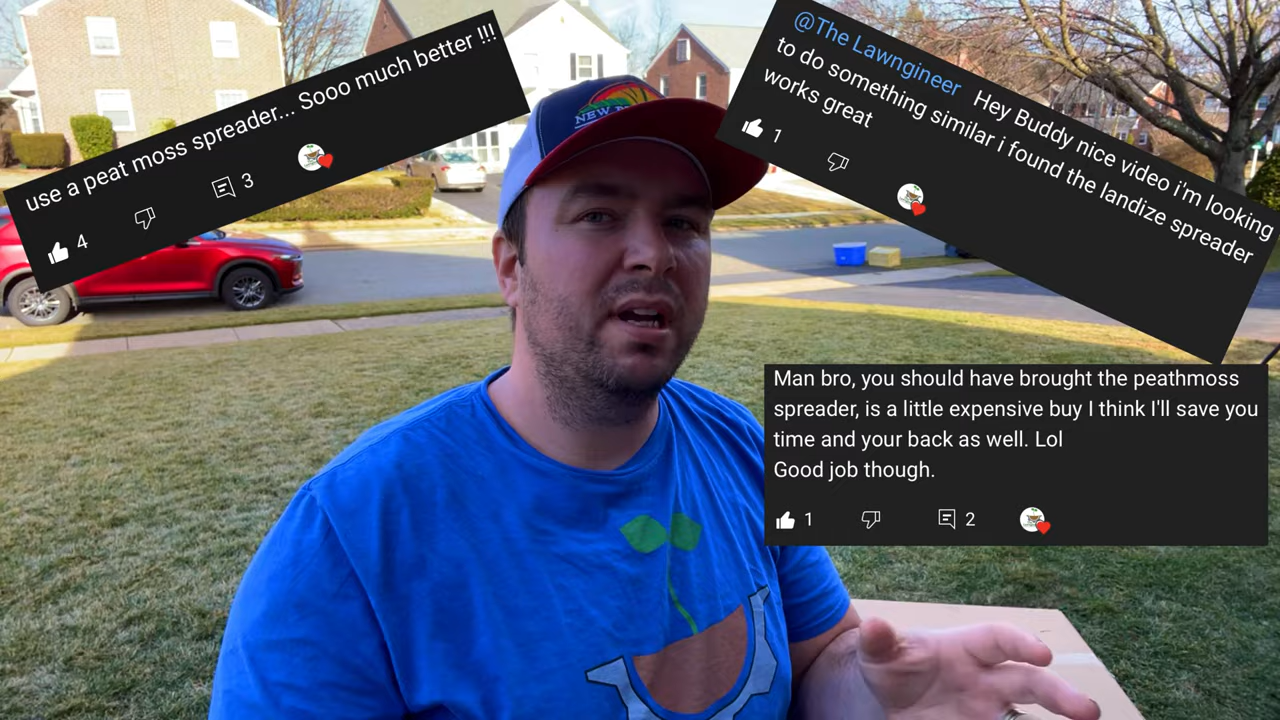 use a peat moss spreader... Sooo much better !!!
4
3
@The Lawngineer Hey Buddy nice video i'm looking
to do something similar i found the landize spreader
works great
1
NEW
Man bro, you should have brought the peathmoss
spreader, is a little expensive buy I think I'll save you
time and your back as well. Lol
Good job though.
1
2